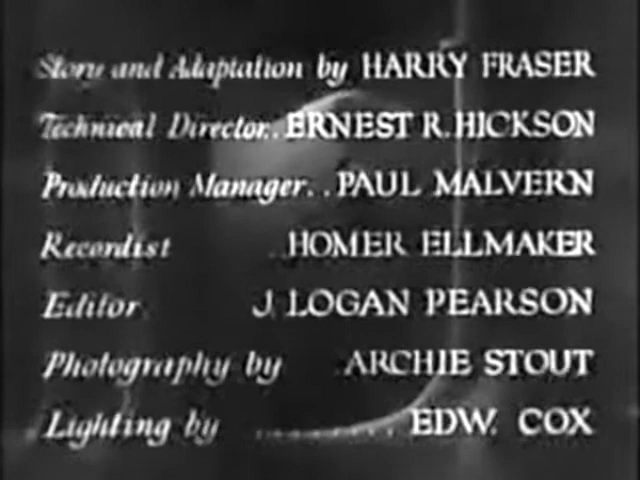 Story and Adaptation by HARRY FRASER
Technical Director.. ERNEST R. HICKSON
Production Manager.. PAUL MALVERN
Recordist ..HOMER ELLMAKER
Editor J. LOGAN PEARSON
Photography by ARCHIE STOUT
Lighting by .......... EDW. COX